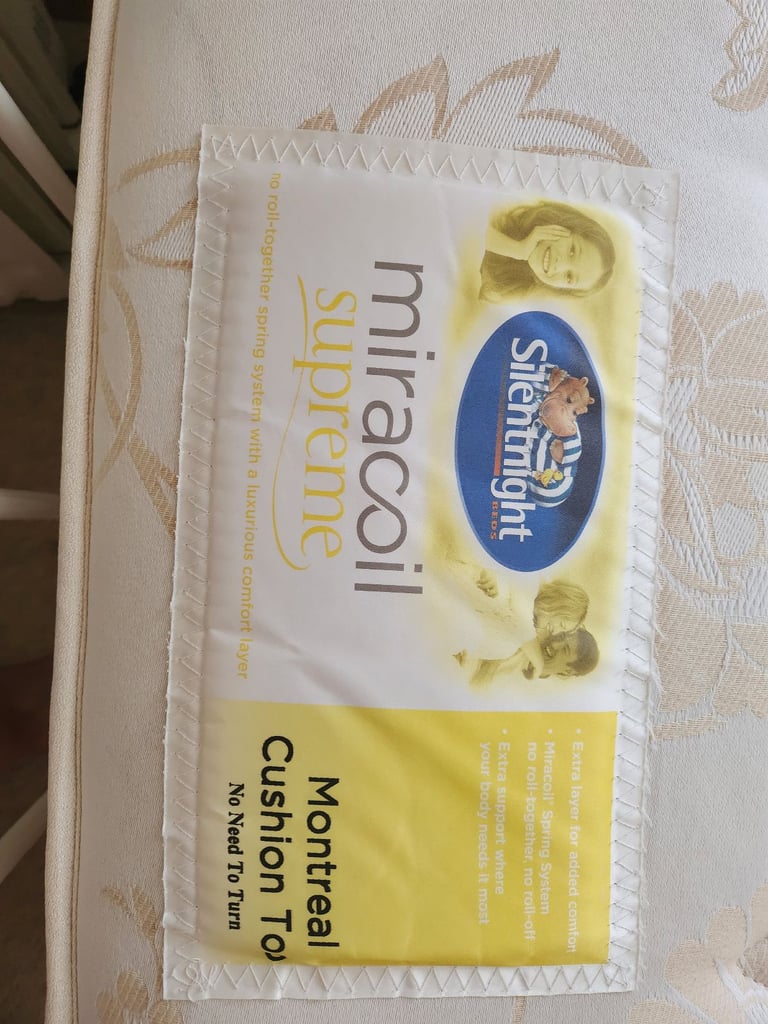 Silentnight
BEDS
miracoil
supreme
no roll-together spring system with a luxurious comfort layer
• Extra layer for added comfort
• Miracoil® Spring System
no roll-together, no roll-off
• Extra support where
your body needs it most
Montreal
Cushion To
No Need To Turn